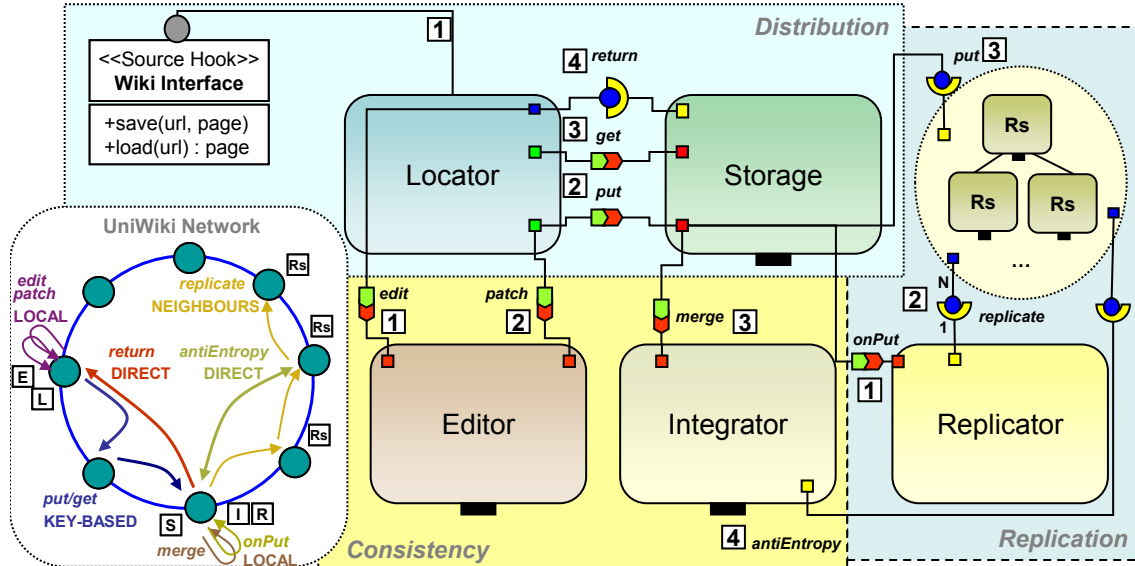 1
Distribution
<<Source Hook>>
Wiki Interface
+save(url, page)
+load(url) : page
4
return
3
get
2
put
Locator
Storage
put
3
Rs
Rs
Rs
...
N
2
replicate
1
UniWiki Network
edit
patch
LOCAL
replicate
NEIGHBOURS
Rs
return
DIRECT
antiEntropy
DIRECT
Rs
E
L
Rs
put/get
KEY-BASED
S
I
R
merge
onPut
LOCAL
edit
1
patch
2
merge
3
onPut
1
Editor
Integrator
Replicator
4
antiEntropy
Consistency
Replication